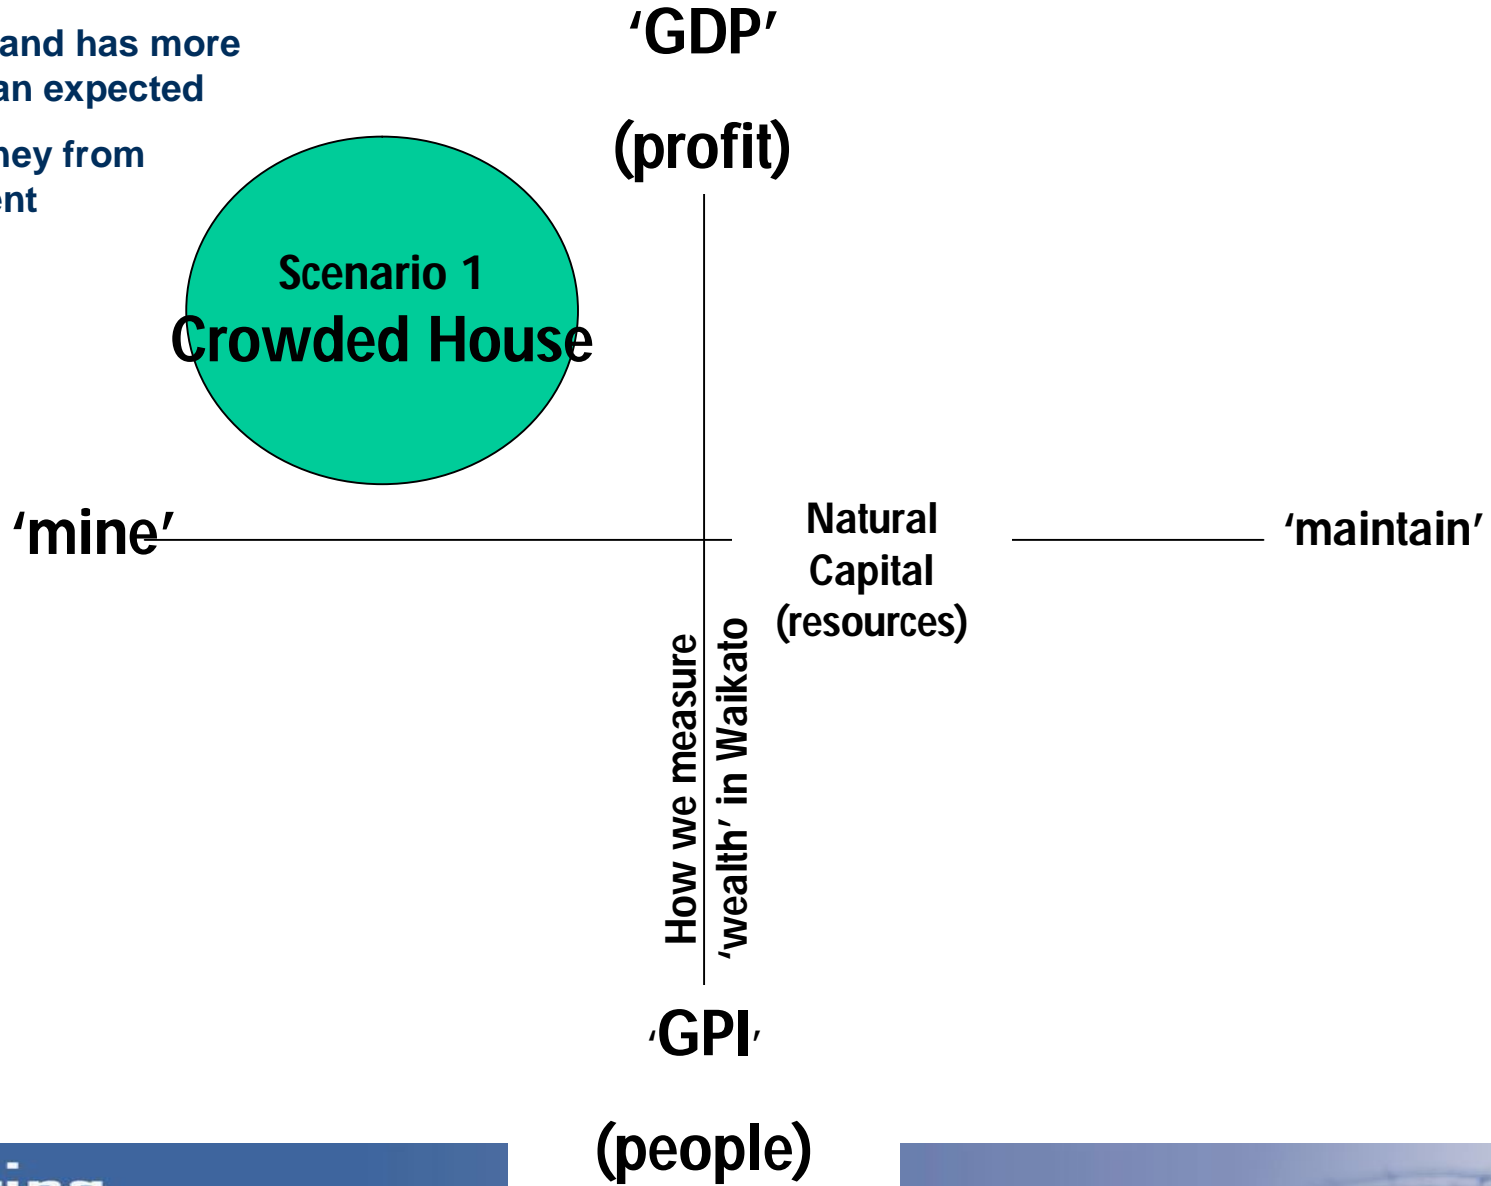 and has more
an expected
ney from
ent
‘GDP’
(profit)
Scenario 1
Crowded House
‘mine’
Natural
Capital
(resources)
‘maintain’
How we measure
‘wealth’ in Waikato
‘GPI’
(people)